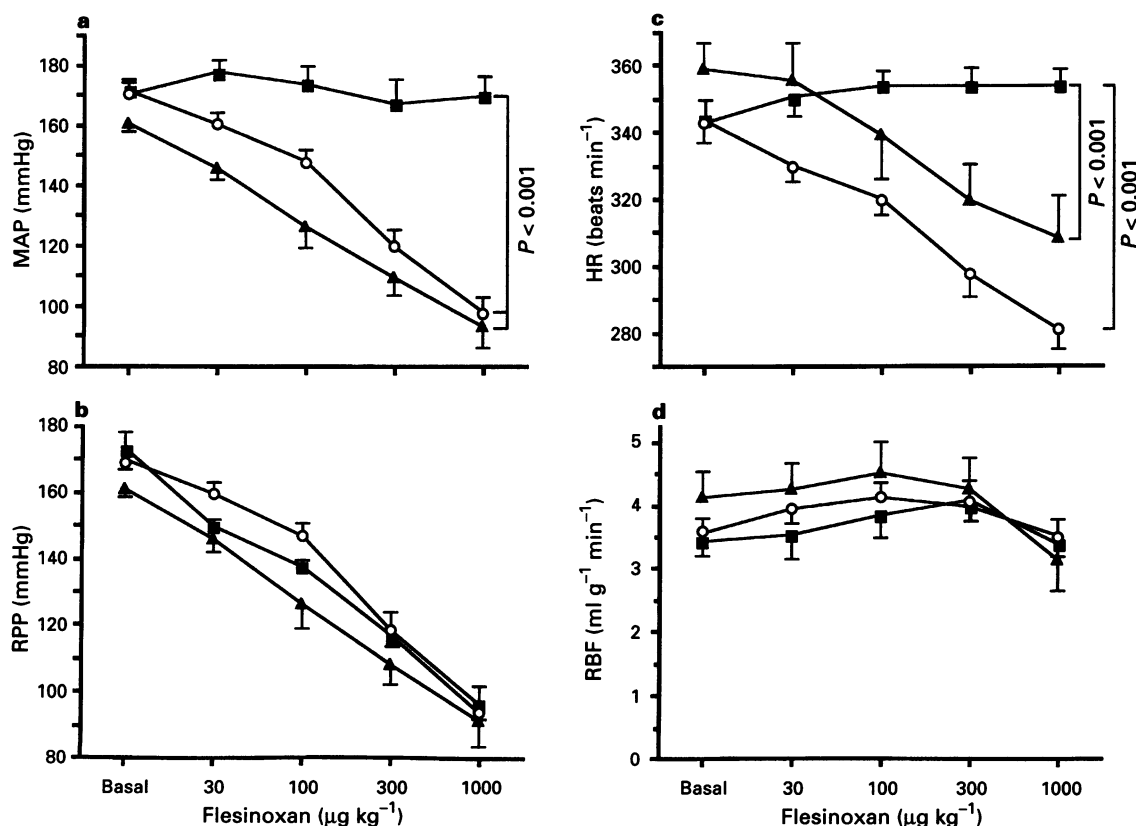 a
MAP (mmHg)
180
160
140
120
100
80
P < 0.001
b
RPP (mmHg)
180
160
140
120
100
80
Basal 30 100 300 1000
Flesinoxan (µg kg⁻¹)
c
HR (beats min⁻¹)
360
340
320
300
280
P < 0.001
P < 0.001
d
RBF (ml g⁻¹ min⁻¹)
5
4
3
2
1
0
Basal 30 100 300 1000
Flesinoxan (µg kg⁻¹)